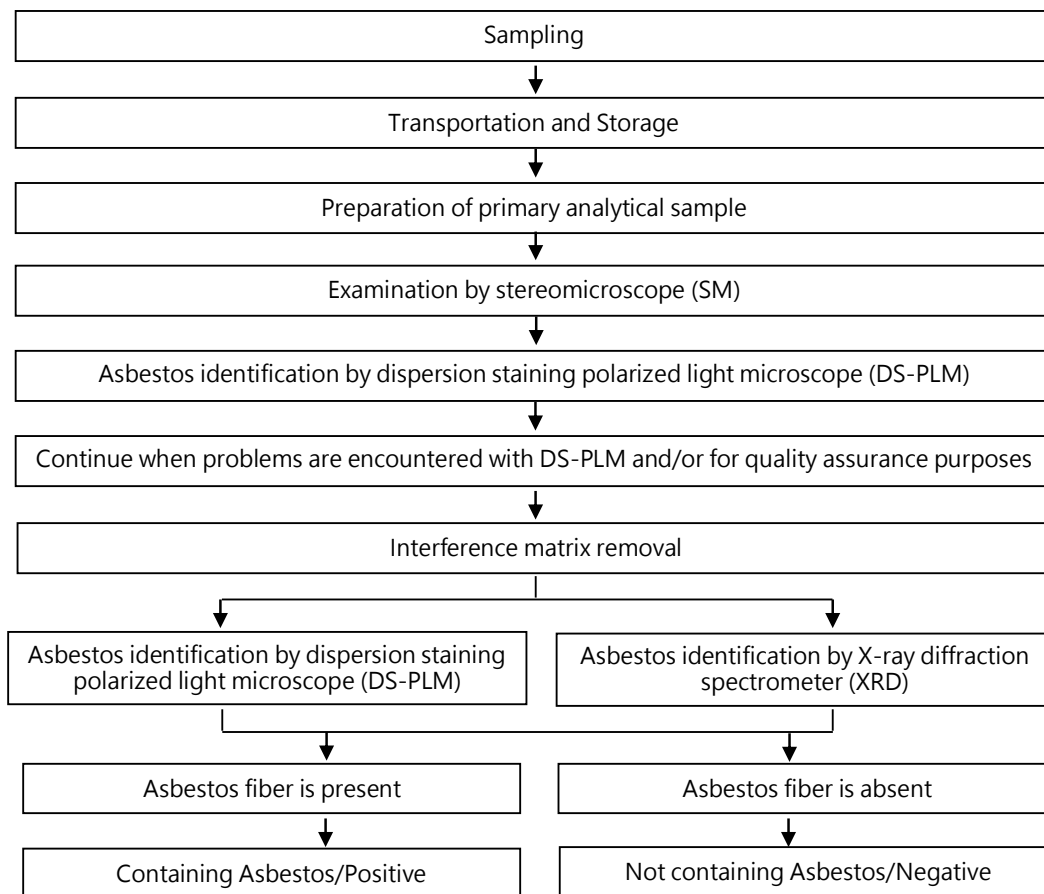 Sampling
Transportation and Storage
Preparation of primary analytical sample
Examination by stereomicroscope (SM)
Asbestos identification by dispersion staining polarized light microscope (DS-PLM)
Continue when problems are encountered with DS-PLM and/or for quality assurance purposes
Interference matrix removal
Asbestos identification by dispersion staining
polarized light microscope (DS-PLM)
Asbestos identification by X-ray diffraction
spectrometer (XRD)
Asbestos fiber is present
Asbestos fiber is absent
Containing Asbestos/Positive
Not containing Asbestos/Negative